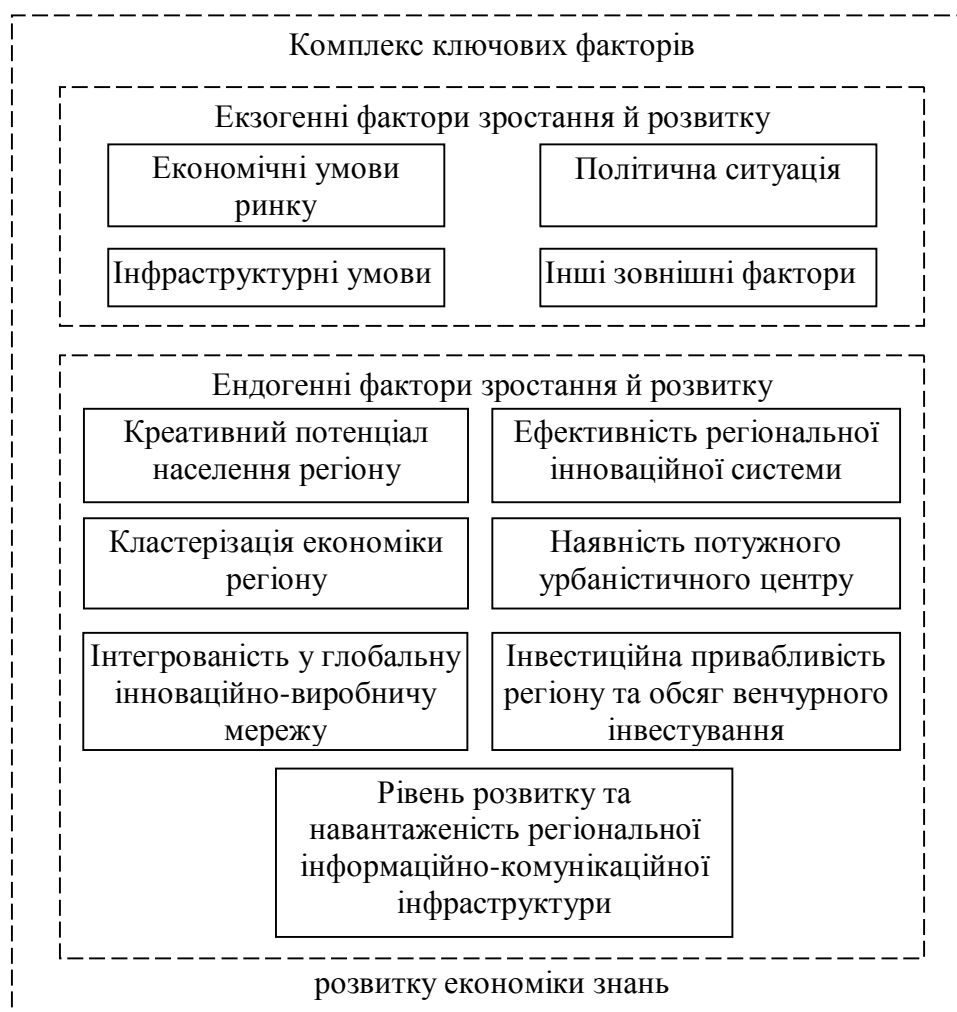 Комплекс ключових факторів
Екзогенні фактори зростання й розвитку
Економічні умови
ринку
Політична ситуація
Інфраструктурні умови
Інші зовнішні фактори
Ендогенні фактори зростання й розвитку
Креативний потенціал
населення регіону
Ефективність регіональної
інноваційної системи
Кластерізація економіки
регіону
Наявність потужного
урбаністичного центру
Інтегрованість у глобальну
інноваційно-виробничу
мережу
Інвестиційна привабливість
регіону та обсяг венчурного
інвестування
Рівень розвитку та
навантаженість регіональної
інформаційно-комунікаційної
інфраструктури
розвитку економіки знань